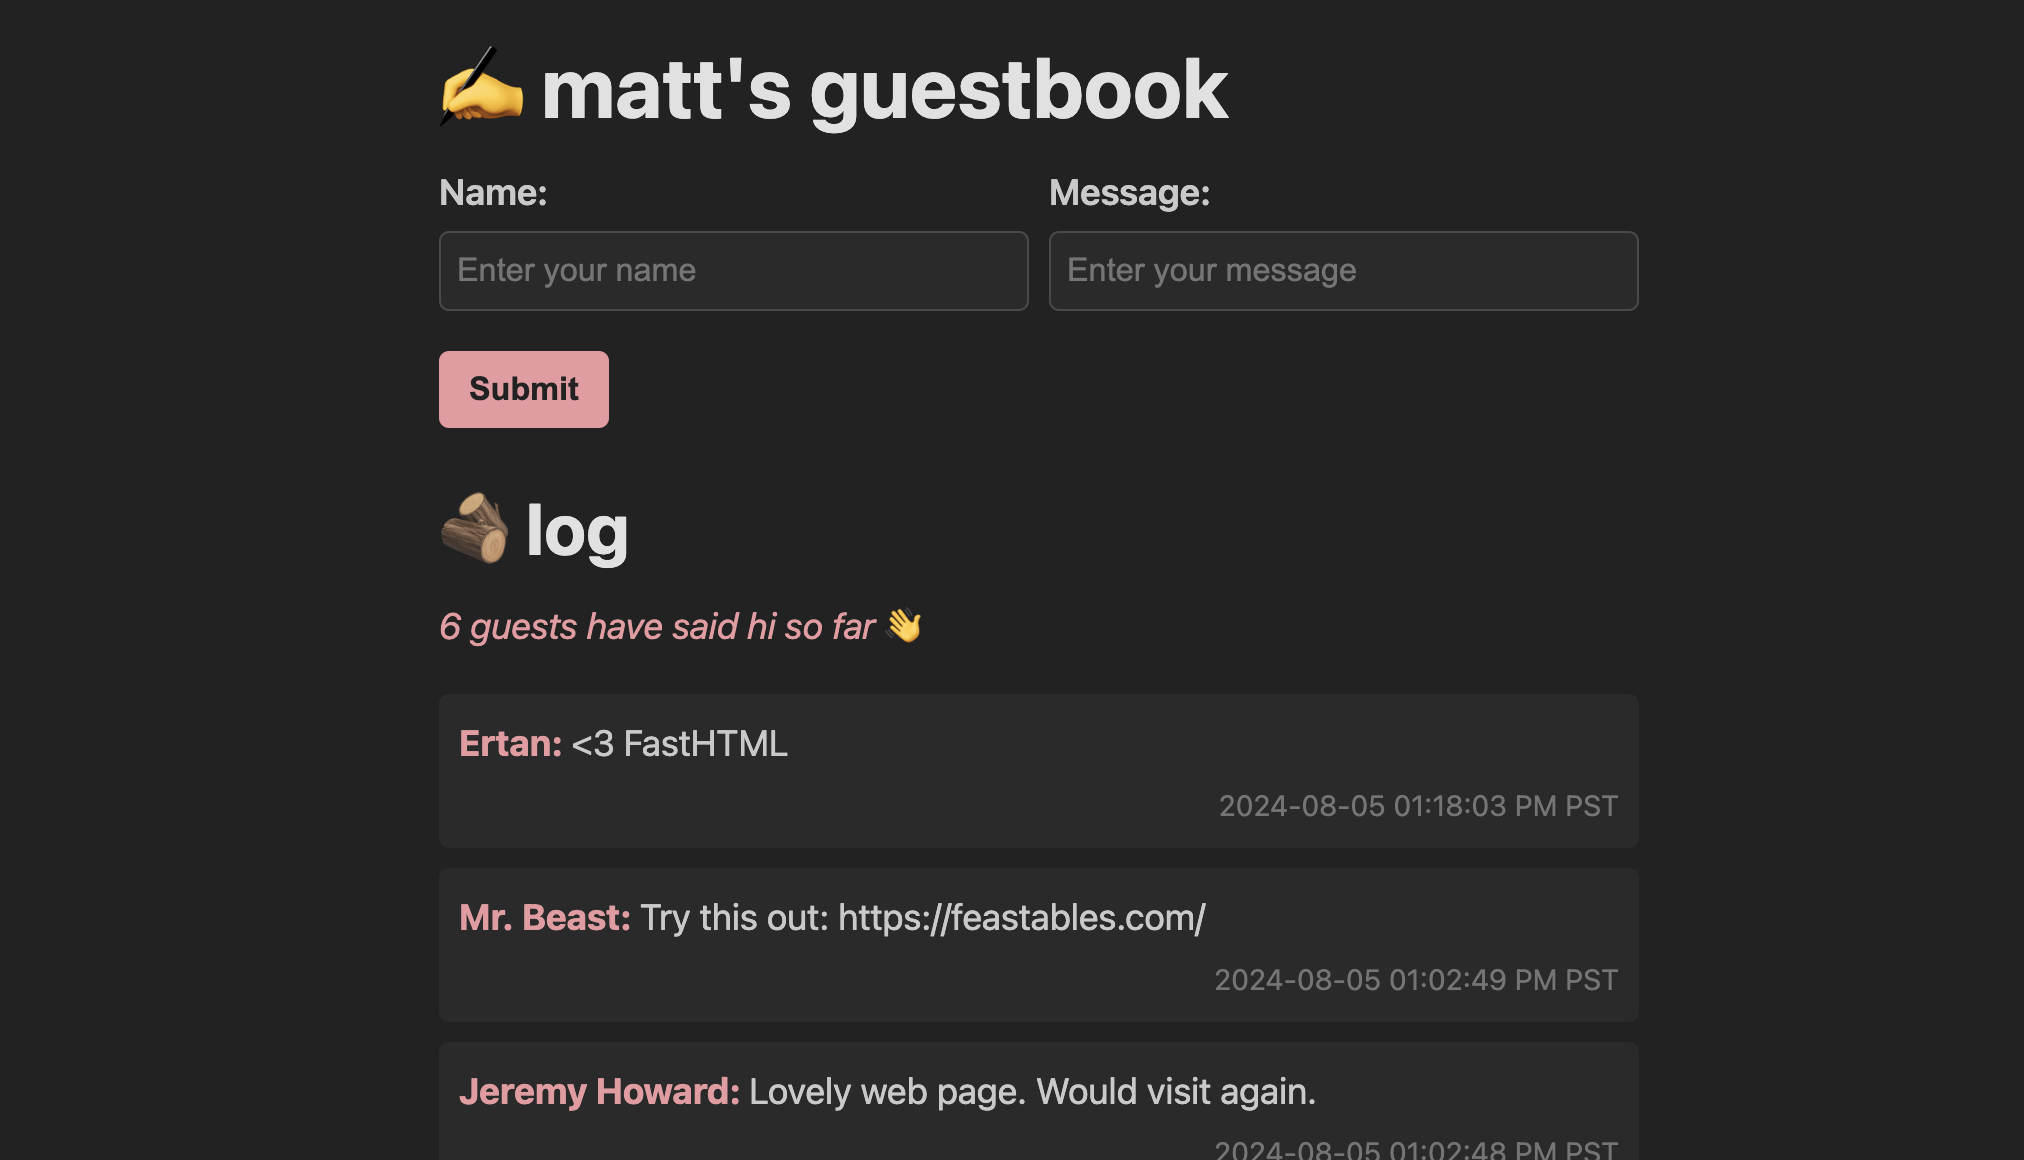 ✍️ matt's guestbook
Name: Message:
Enter your name Enter your message
Submit
🪵 log
6 guests have said hi so far 👋
Ertan: <3 FastHTML
2024-08-05 01:18:03 PM PST
Mr. Beast: Try this out: https://feastables.com/
2024-08-05 01:02:49 PM PST
Jeremy Howard: Lovely web page. Would visit again.
2024-08-05 01:02:48 PM PST